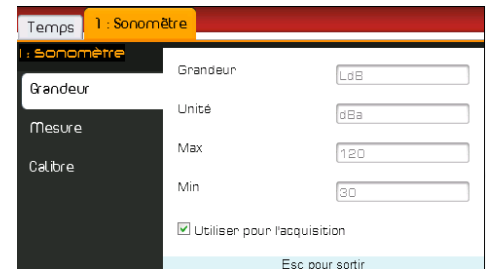 Temps 1 : Sonomètre
1 : Sonomètre
Grandeur
Mesure
Calibre
Grandeur LdB
Unité dBa
Max 120
Min 30
Utiliser pour l'acquisition
Esc pour sortir